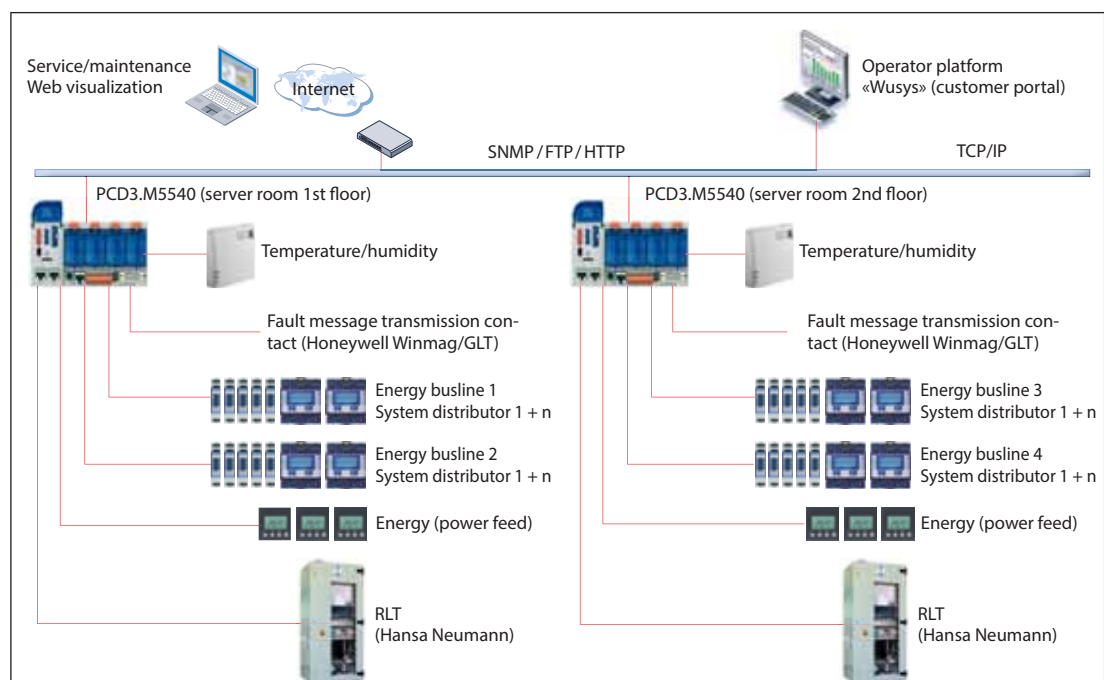 Service/maintenance
Web visualization
Internet
Operator platform
«Wusys» (customer portal)
SNMP / FTP / HTTP
TCP/IP
PCD3.M5540 (server room 1st floor)
Temperature/humidity
Fault message transmission con-
tact (Honeywell Winmag/GLT)
Energy busline 1
System distributor 1 + n
Energy busline 2
System distributor 1 + n
Energy (power feed)
RLT
(Hansa Neumann)
PCD3.M5540 (server room 2nd floor)
Temperature/humidity
Fault message transmission con-
tact (Honeywell Winmag/GLT)
Energy busline 3
System distributor 1 + n
Energy busline 4
System distributor 1 + n
Energy (power feed)
RLT
(Hansa Neumann)